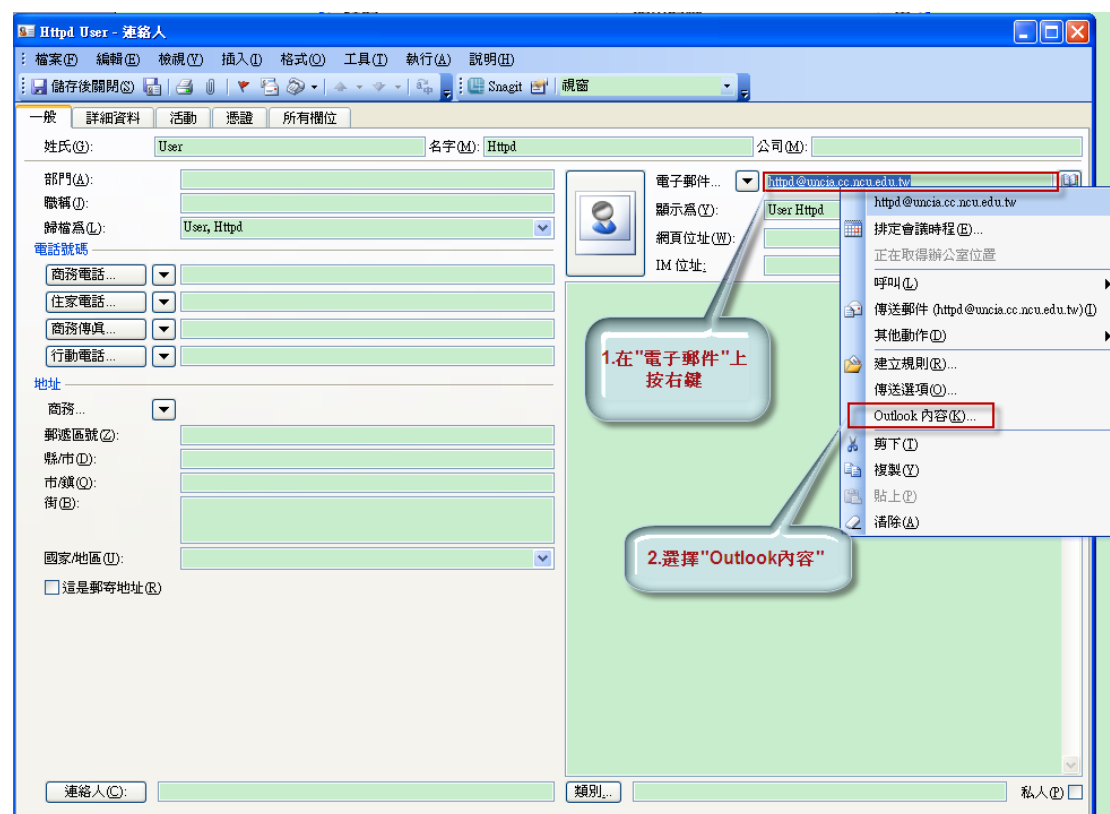 Httpd User - 連絡人
檔案(F) 編輯(E) 檢視(V) 插入(I) 格式(O) 工具(T) 執行(A) 說明(H)
儲存後關閉(S) Snagit 視窗
一般 詳細資料 活動 憑證 所有欄位
姓氏(G): User 名字(M): Httpd 公司(M):
部門(A):
職稱(J):
歸檔為(L): User, Httpd
電話號碼
商務電話...
住家電話...
商務傳真...
行動電話...
地址
商務...
郵遞區號(Z):
縣/市(D):
市/鎮(Q):
街(B):
國家/地區(U):
這是郵寄地址(R)
電子郵件... httpd@uncia.cc.ncu.edu.tw
顯示為(Y): User Httpd
網頁位址(W):
IM 位址:
httpd@uncia.cc.ncu.edu.tw
排定會議時程(E)...
正在取得辦公室位置
呼叫(L)
傳送郵件 (httpd@uncia.cc.ncu.edu.tw)(I)
其他動作(D)
建立規則(R)...
傳送選項(O)...
Outlook 內容(K)...
剪下(T)
複製(Y)
貼上(P)
清除(A)
1.在"電子郵件"上
按右鍵
2.選擇"Outlook內容"
連絡人(C): 類別... 私人(P)